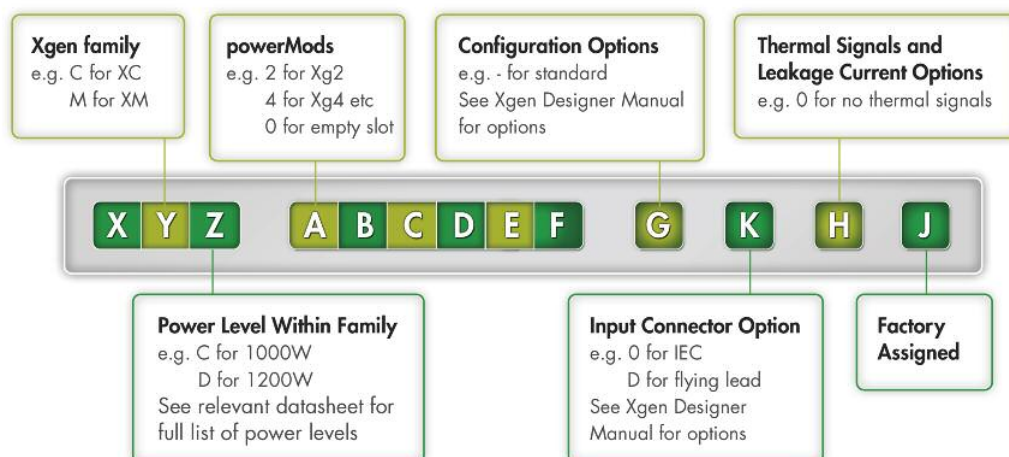 Xgen family
e.g. C for XC
M for XM
powerMods
e.g. 2 for Xg2
4 for Xg4 etc
0 for empty slot
Configuration Options
e.g. - for standard
See Xgen Designer Manual
for options
Thermal Signals and
Leakage Current Options
e.g. 0 for no thermal signals
X Y Z A B C D E F G K H J
Power Level Within Family
e.g. C for 1000W
D for 1200W
See relevant datasheet for
full list of power levels
Input Connector Option
e.g. 0 for IEC
D for flying lead
See Xgen Designer
Manual for options
Factory
Assigned